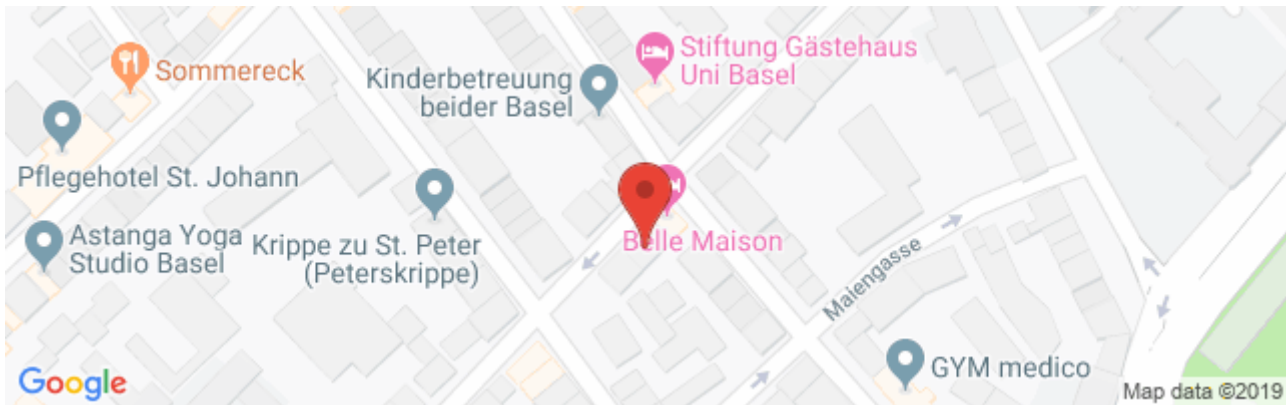 Sommereck
Kinderbetreuung
beider Basel
Stiftung Gästehaus
Uni Basel
Pflegehotel St. Johann
Astanga Yoga
Studio Basel
Krippe zu St. Peter
(Peterskrippe)
Belle Maison
Maiengasse
GYM medico
Google
Map data ©2019